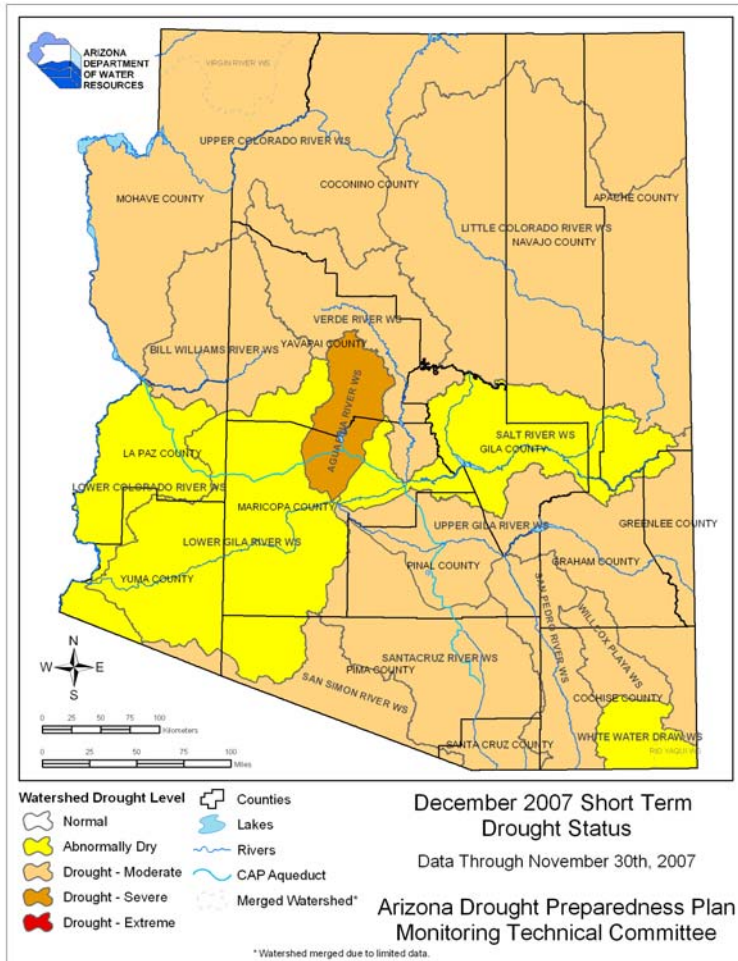 ARIZONA
DEPARTMENT
OF WATER
RESOURCES
VIRGIN RIVER WS
UPPER COLORADO RIVER WS
COCONINO COUNTY
MOHAVE COUNTY
APACHE COUNTY
LITTLE COLORADO RIVER WS
NAVAJO COUNTY
VERDE RIVER WS
YAVAPAI COUNTY
BILL WILLIAMS RIVER WS
AGUA FRIA RIVER WS
SALT RIVER WS
GILA COUNTY
LA PAZ COUNTY
LOWER COLORADO RIVER WS
MARICOPA COUNTY
UPPER GILA RIVER WS
GREENLEE COUNTY
LOWER GILA RIVER WS
GRAHAM COUNTY
PINAL COUNTY
YUMA COUNTY
SAN PEDRO RIVER WS
WILLCOX PLAYA WS
SANTACRUZ RIVER WS
PIMA COUNTY
SAN SIMON RIVER WS
COCHISE COUNTY
WHITE WATER DRAW WS
SANTA CRUZ COUNTY
RIO YAQUI WS
N
W E
S
0 25 50 75 100
Kilometers
0 25 50 75 100
Miles
Watershed Drought Level
Normal
Abnormally Dry
Drought - Moderate
Drought - Severe
Drought - Extreme
Counties
Lakes
Rivers
CAP Aqueduct
Merged Watershed*
December 2007 Short Term
Drought Status
Data Through November 30th, 2007
Arizona Drought Preparedness Plan
Monitoring Technical Committee
* Watershed merged due to limited data.